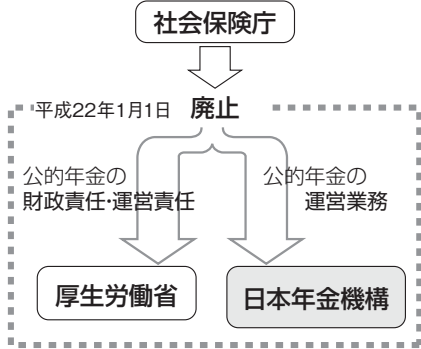 社会保険庁
平成22年1月1日 廃止
公的年金の
財政責任・運営責任
公的年金の
運営業務
厚生労働省
日本年金機構